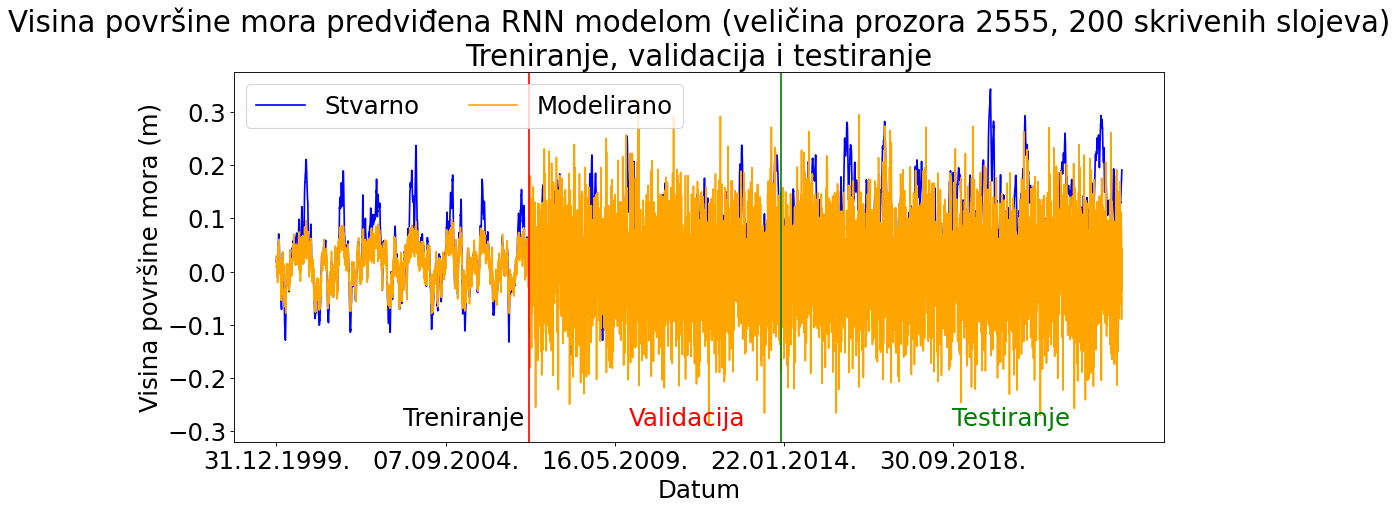 Visina površine mora predviđena RNN modelom (veličina prozora 2555, 200 skrivenih slojeva)
Treniranje, validacija i testiranje
Stvarno
Modelirano
Visina površine mora (m)
0.3
0.2
0.1
0.0
−0.1
−0.2
−0.3
Treniranje
Validacija
Testiranje
31.12.1999.
07.09.2004.
16.05.2009.
22.01.2014.
30.09.2018.
Datum